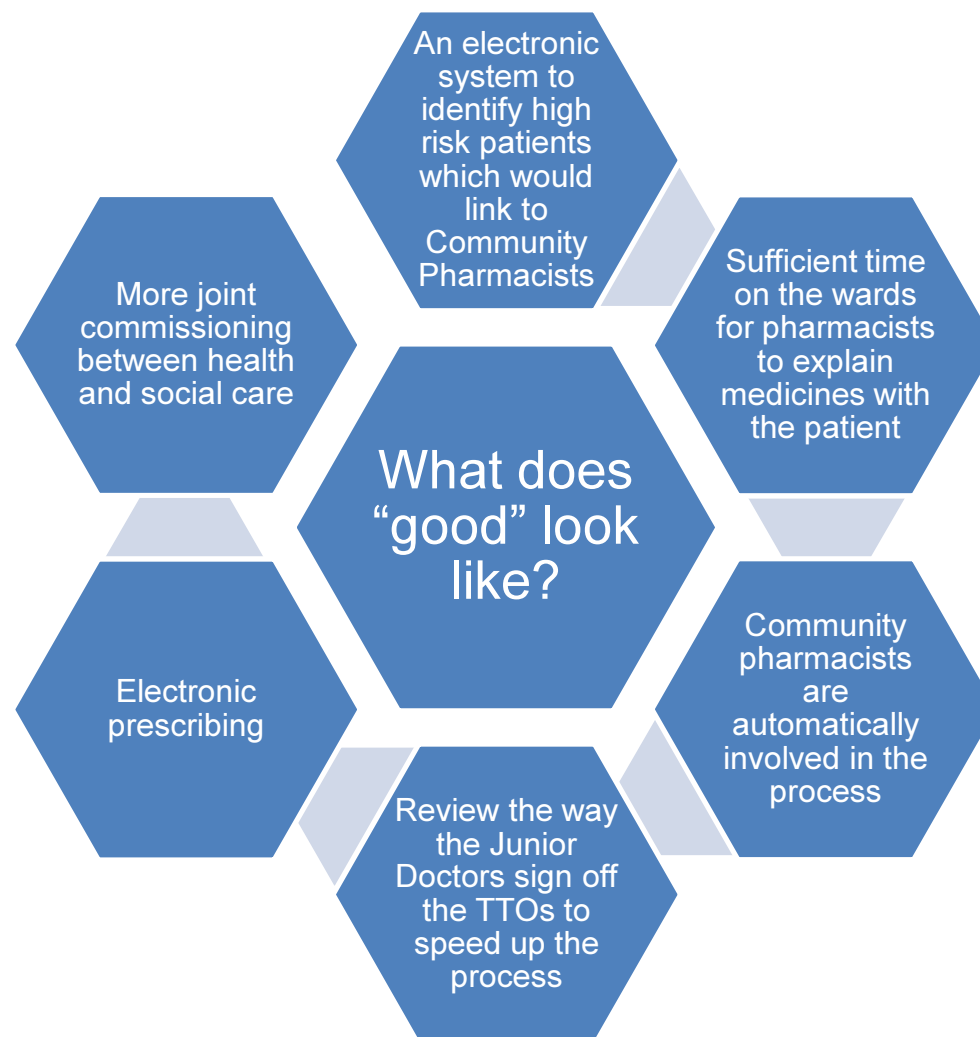 An electronic
system to
identify high
risk patients
which would
link to
Community
Pharmacists
Sufficient time
on the wards
for pharmacists
to explain
medicines with
the patient
Community
pharmacists
are
automatically
involved in the
process
Review the way
the Junior
Doctors sign off
the TTOs to
speed up the
process
Electronic
prescribing
More joint
commissioning
between health
and social care
What does
“good” look
like?